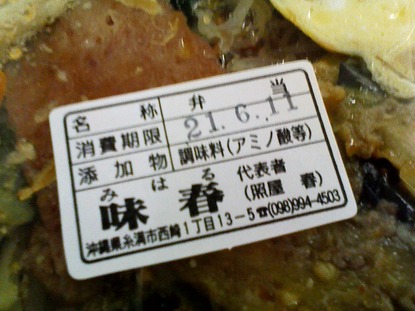 名称 弁当
消費期限 21.6.11
添加物 調味料(アミノ酸等)
みはる
味春 代表者
(照屋 春)
沖縄県糸満市西崎1丁目13-5☎(098)994-4503